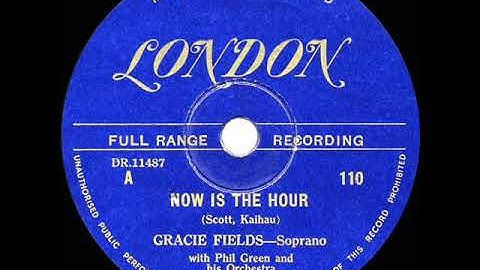 LONDON
FULL RANGE RECORDING
DR.11487
A 110
NOW IS THE HOUR
(Scott, Kaihau)
GRACIE FIELDS—Soprano
with Phil Green and
his Orchestra
UNAUTHORISED PUBLIC
OF THIS RECORD PROHIBITED